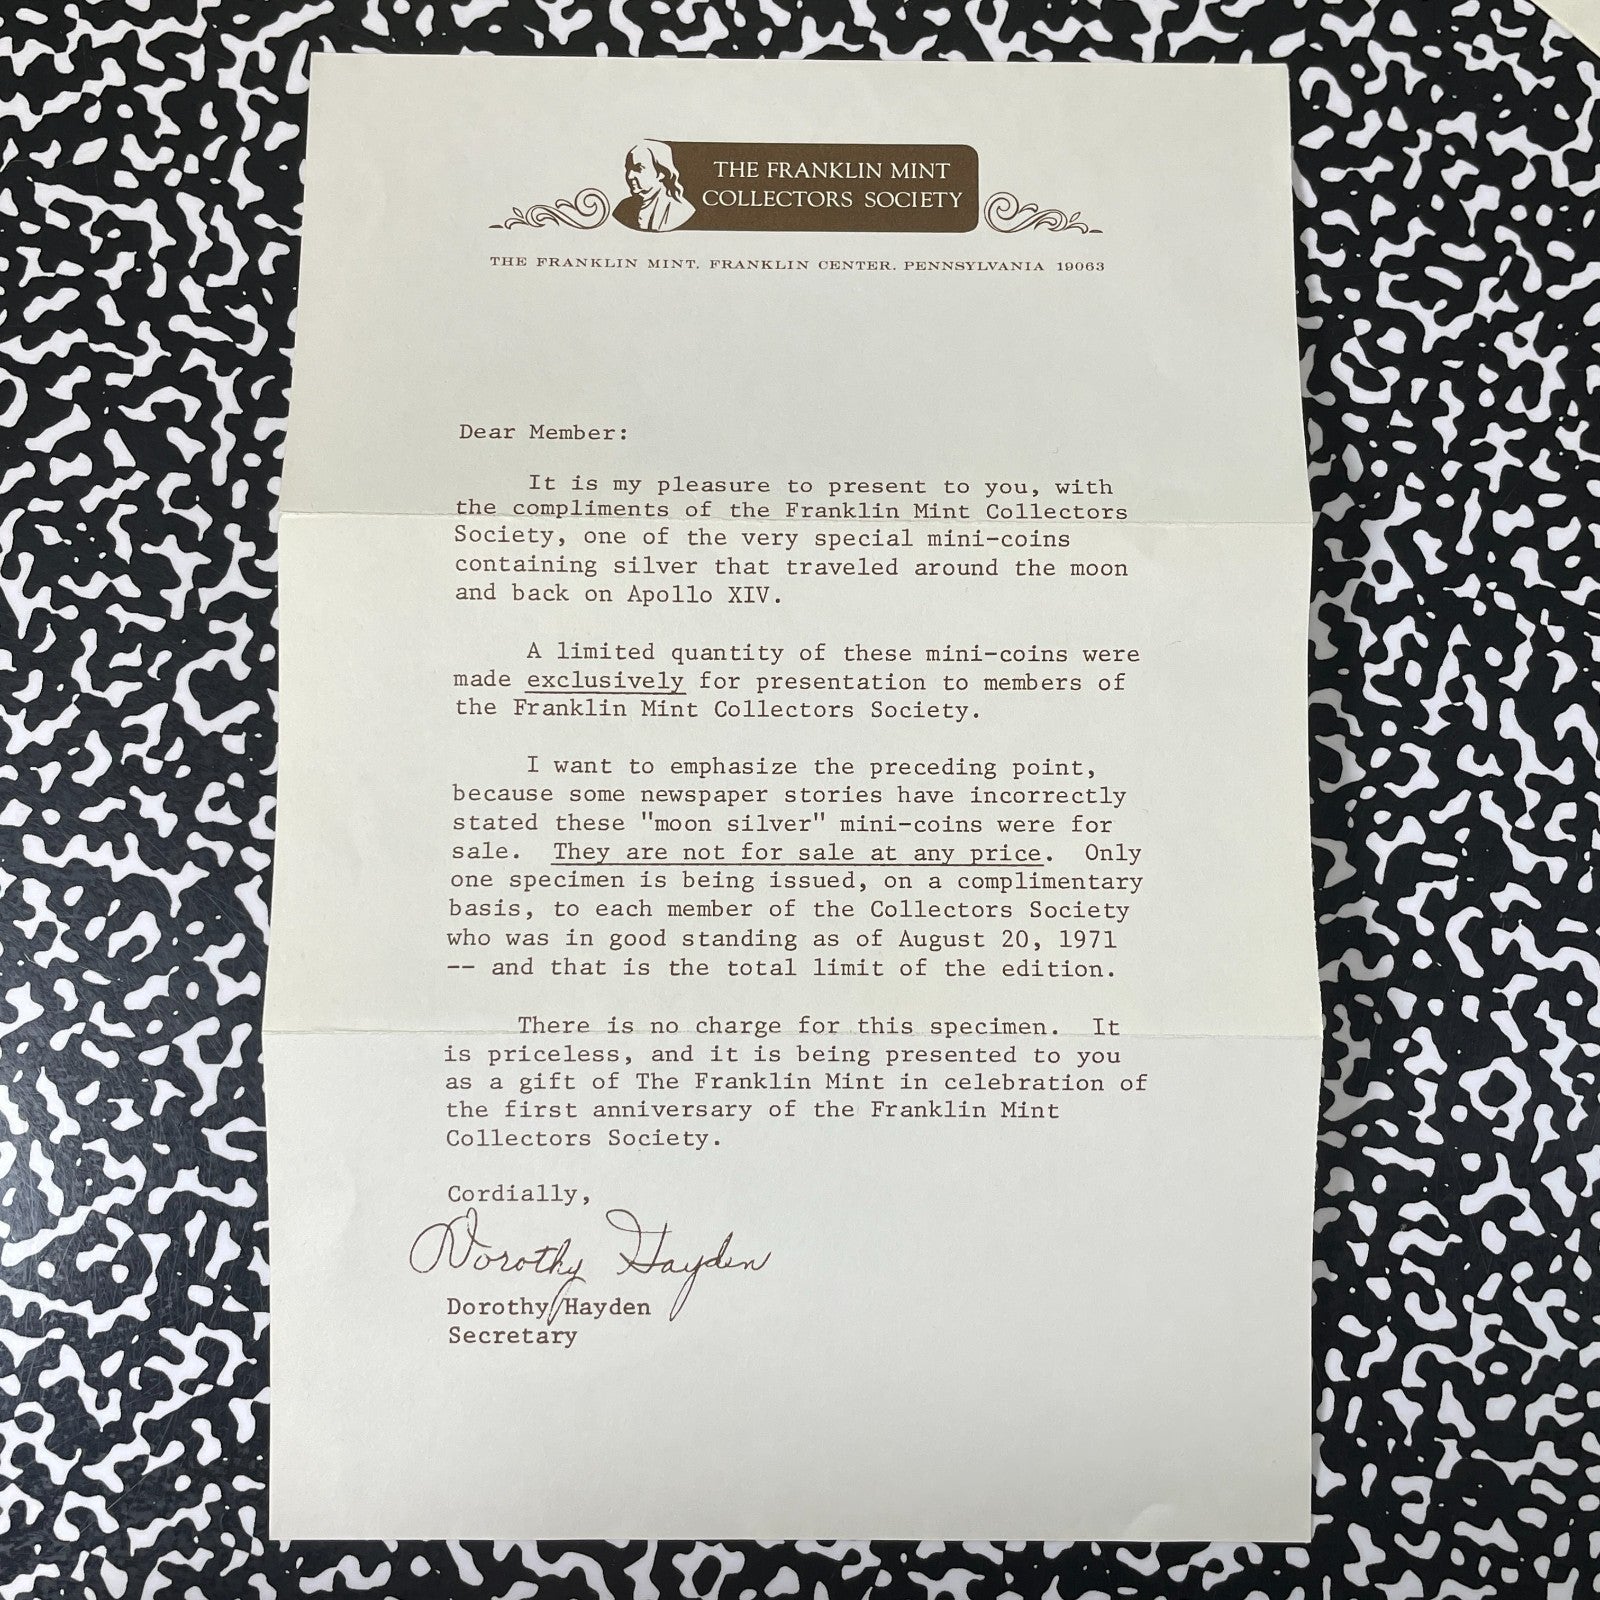 THE FRANKLIN MINT
COLLECTORS SOCIETY
THE FRANKLIN MINT, FRANKLIN CENTER, PENNSYLVANIA 19063
Dear Member:
It is my pleasure to present to you, with
the compliments of the Franklin Mint Collectors
Society, one of the very special mini-coins
containing silver that traveled around the moon
and back on Apollo XIV.
A limited quantity of these mini-coins were
made exclusively for presentation to members of
the Franklin Mint Collectors Society.
I want to emphasize the preceding point,
because some newspaper stories have incorrectly
stated these "moon silver" mini-coins were for
sale. They are not for sale at any price. Only
one specimen is being issued, on a complimentary
basis, to each member of the Collectors Society
who was in good standing as of August 20, 1971
-- and that is the total limit of the edition.
There is no charge for this specimen. It
is priceless, and it is being presented to you
as a gift of The Franklin Mint in celebration of
the first anniversary of the Franklin Mint
Collectors Society.
Cordially,
Dorothy Hayden
Dorothy Hayden
Secretary